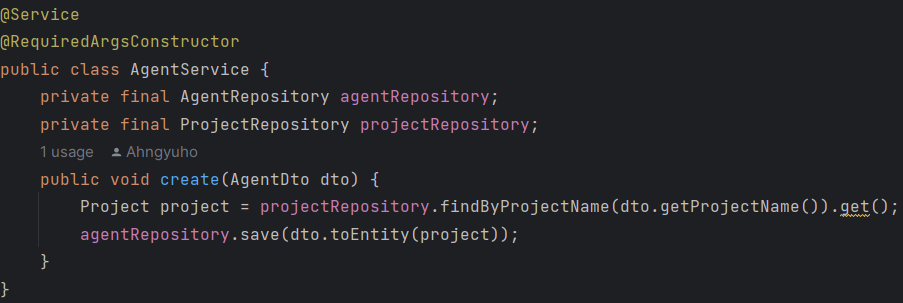 @Service
@RequiredArgsConstructor
public class AgentService {
    private final AgentRepository agentRepository;
    private final ProjectRepository projectRepository;
    1 usage Ahngyuho
    public void create(AgentDto dto) {
        Project project = projectRepository.findByProjectName(dto.getProjectName()).get();
        agentRepository.save(dto.toEntity(project));
    }
}